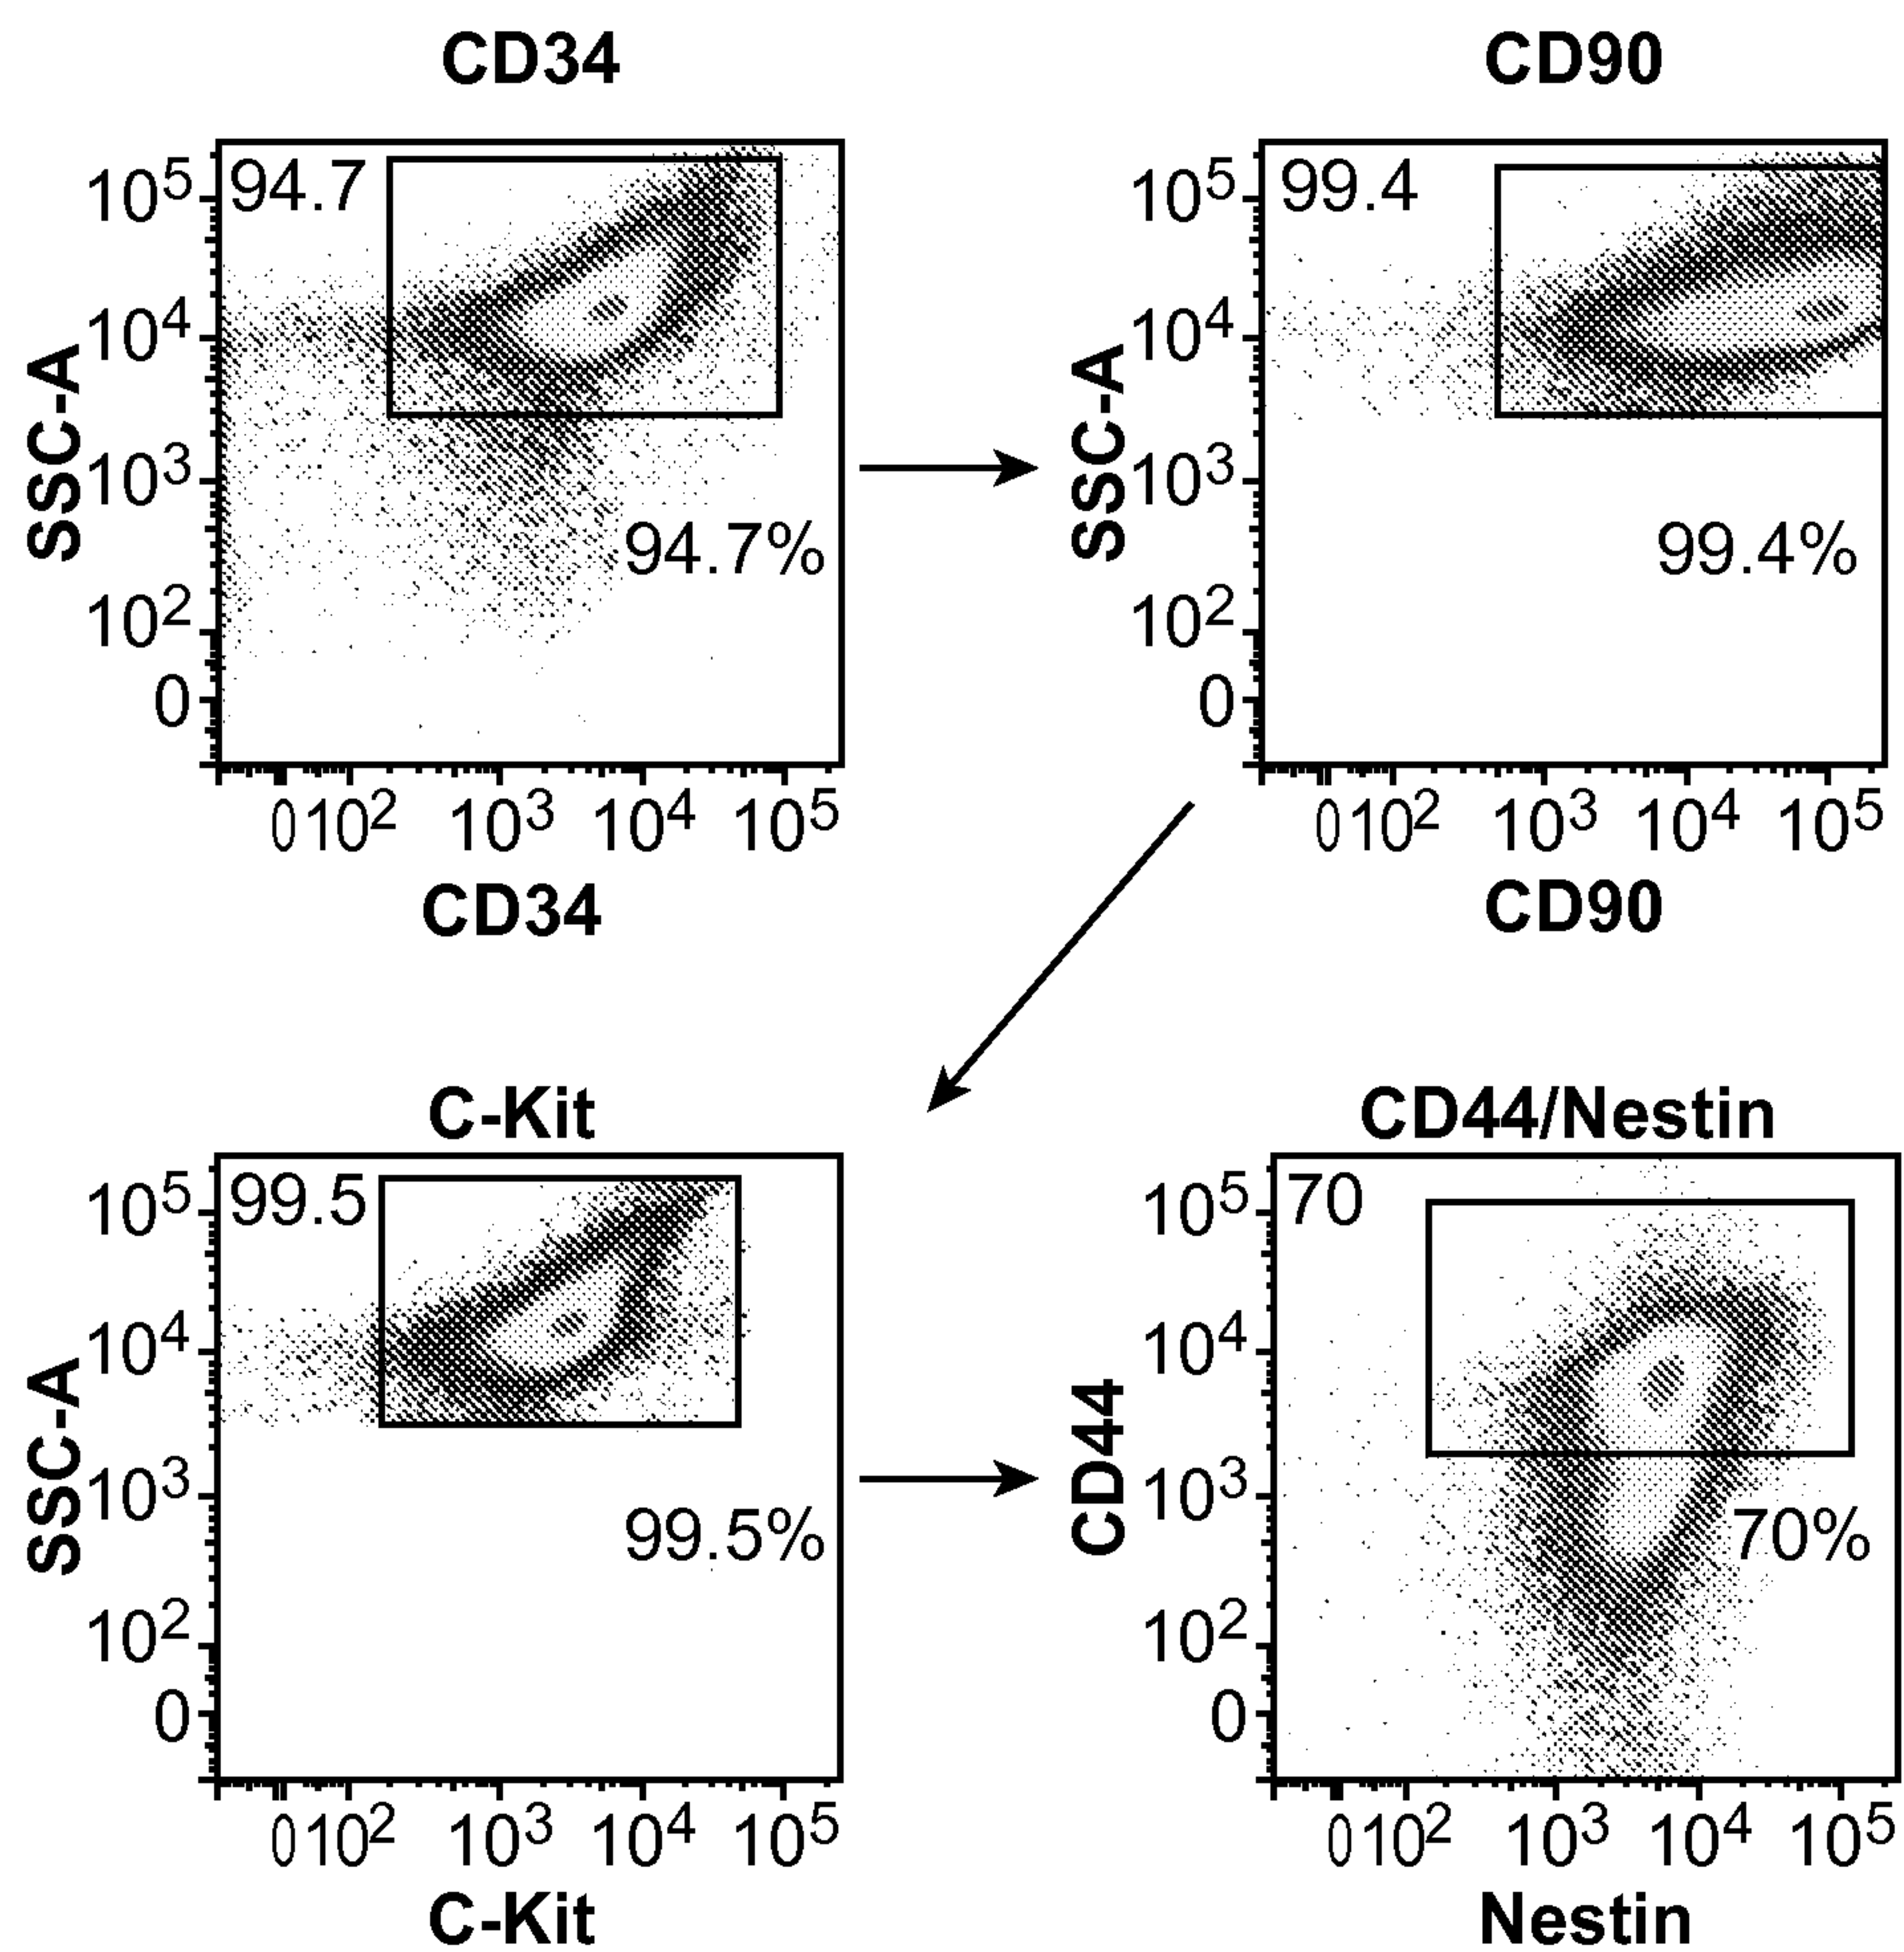 CD34
94.7
10⁵
10⁴
10³
10²
0
SSC-A
94.7%
0 10² 10³ 10⁴ 10⁵
CD34
CD90
99.4
10⁵
10⁴
10³
10²
0
SSC-A
99.4%
0 10² 10³ 10⁴ 10⁵
CD90
C-Kit
99.5
10⁵
10⁴
10³
10²
0
SSC-A
99.5%
0 10² 10³ 10⁴ 10⁵
C-Kit
CD44/Nestin
70
10⁵
10⁴
10³
10²
0
CD44
70%
0 10² 10³ 10⁴ 10⁵
Nestin